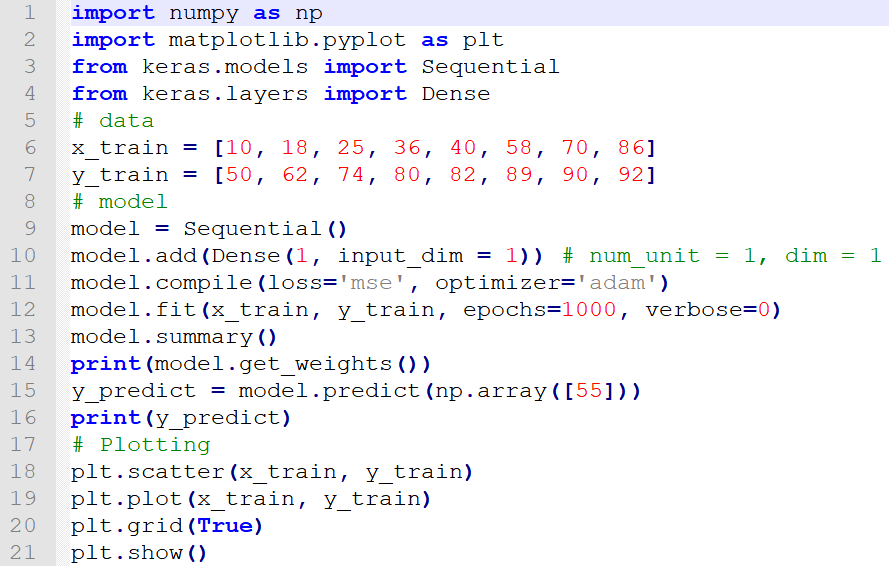 1 import numpy as np
2 import matplotlib.pyplot as plt
3 from keras.models import Sequential
4 from keras.layers import Dense
5 # data
6 x_train = [10, 18, 25, 36, 40, 58, 70, 86]
7 y_train = [50, 62, 74, 80, 82, 89, 90, 92]
8 # model
9 model = Sequential()
10 model.add(Dense(1, input_dim = 1)) # num_unit = 1, dim = 1
11 model.compile(loss='mse', optimizer='adam')
12 model.fit(x_train, y_train, epochs=1000, verbose=0)
13 model.summary()
14 print(model.get_weights())
15 y_predict = model.predict(np.array([55]))
16 print(y_predict)
17 # Plotting
18 plt.scatter(x_train, y_train)
19 plt.plot(x_train, y_train)
20 plt.grid(True)
21 plt.show()